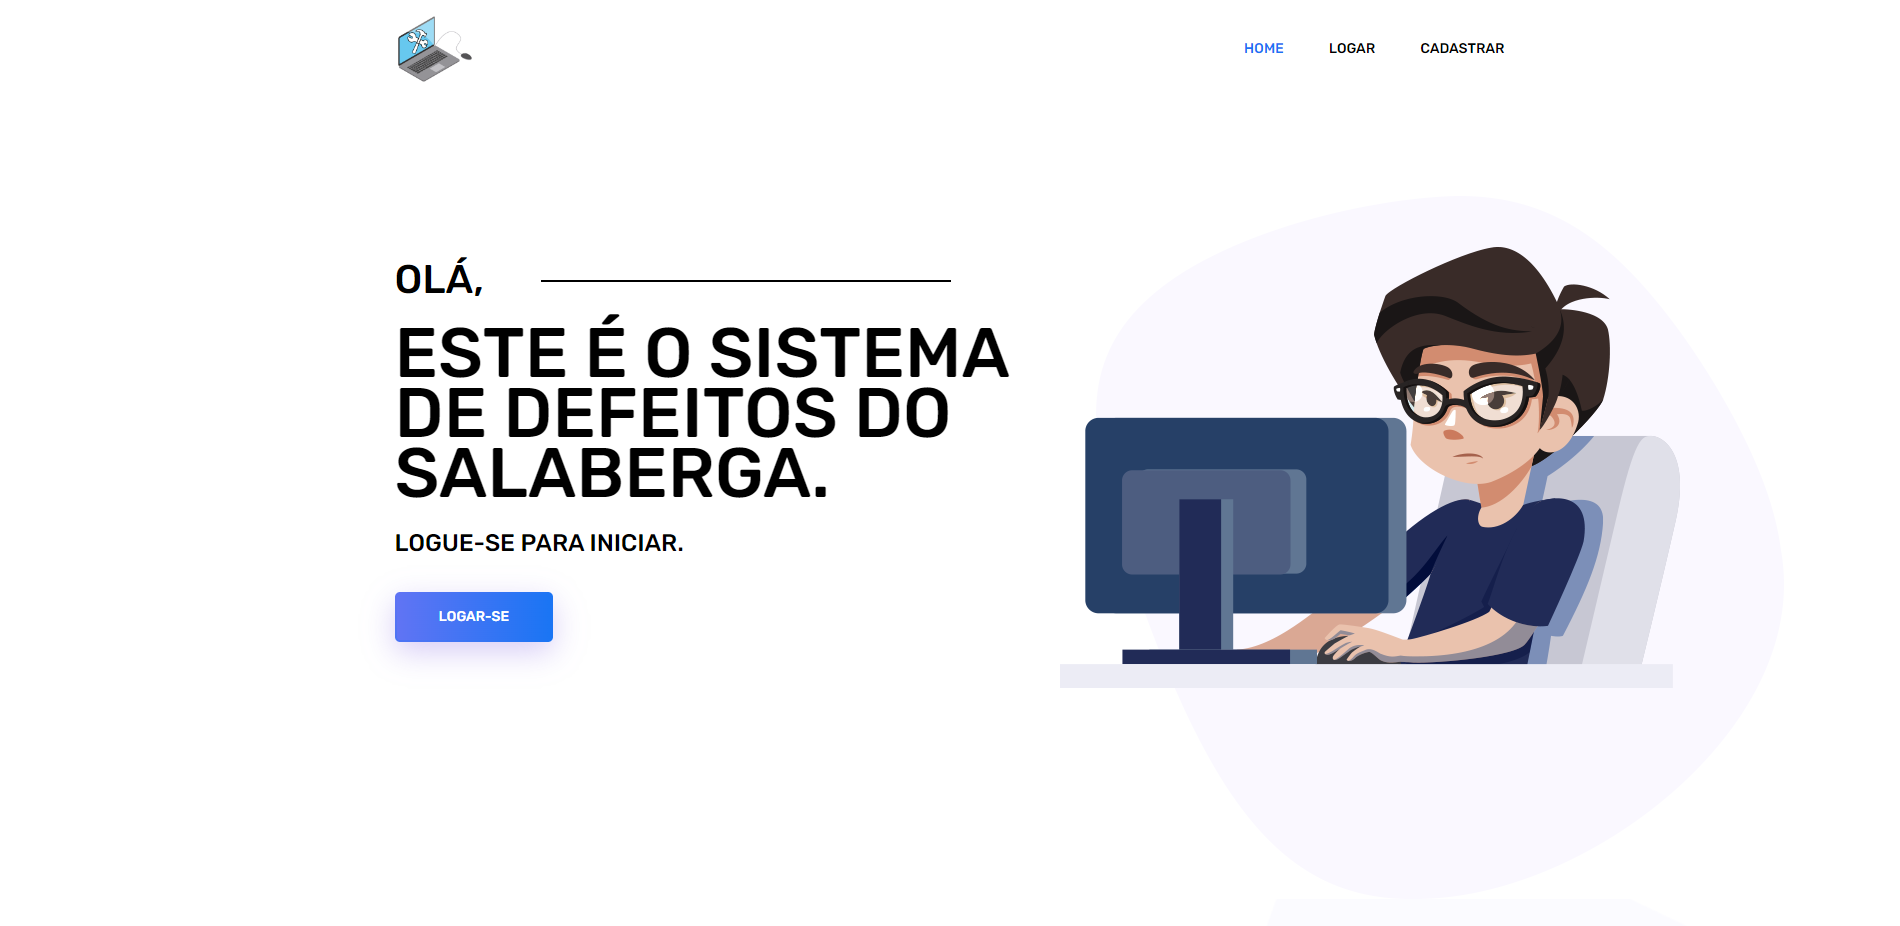 HOME LOGAR CADASTRAR
OLÁ,
ESTE É O SISTEMA
DE DEFEITOS DO
SALABERGA.
LOGUE-SE PARA INICIAR.
LOGAR-SE